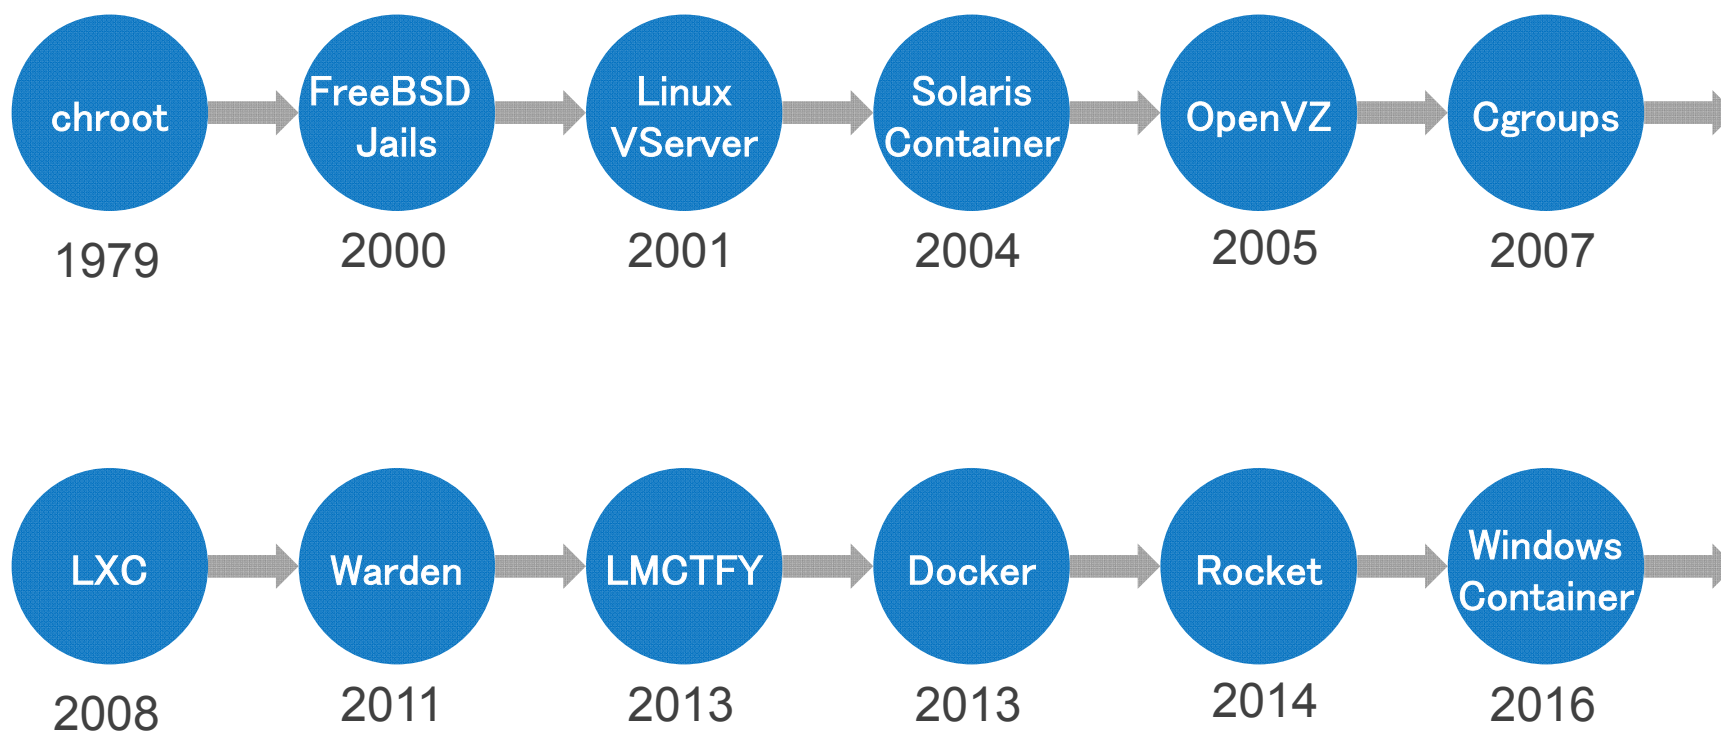 chroot
FreeBSD
Jails
Linux
VServer
Solaris
Container
OpenVZ
Cgroups
1979
2000
2001
2004
2005
2007
LXC
Warden
LMCTFY
Docker
Rocket
Windows
Container
2008
2011
2013
2013
2014
2016